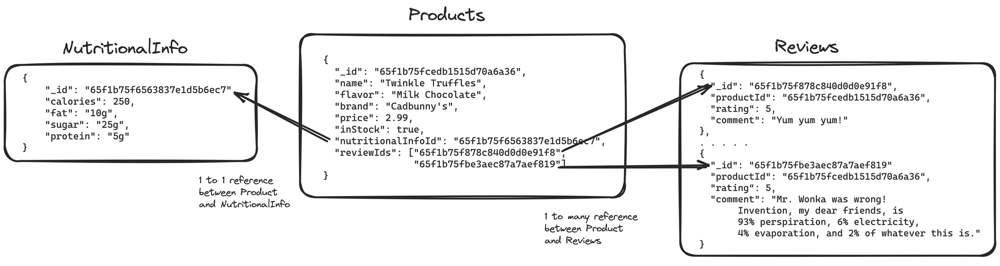 Products
NutritionalInfo
{
"_id": "65f1b75f6563837e1d5b6ec7"
"calories": 250,
"fat": "10g",
"sugar": "25g",
"protein": "5g"
}
1 to 1 reference
between Product
and NutritionalInfo
{
"_id": "65f1b75fcedb1515d70a6a36",
"name": "Twinkle Truffles",
"flavor": "Milk Chocolate",
"brand": "Cadbunny's",
"price": 2.99,
"inStock": true,
"nutritionalInfoId": "65f1b75f6563837e1d5b6ec7",
"reviewIds": ["65f1b75f878c840d0d0e91f8",
"65f1b75fbe3aec87a7aef819"]
}
1 to many reference
between Product
and Reviews
Reviews
{
"_id": "65f1b75f878c840d0d0e91f8",
"productId": "65f1b75fcedb1515d70a6a36",
"rating": 5,
"comment": "Yum yum yum!"
},
. . . . .
{
"_id": "65f1b75fbe3aec87a7aef819"
"productId": "65f1b75fcedb1515d70a6a36",
"rating": 5,
"comment": "Mr. Wonka was wrong!
Invention, my dear friends, is
93% perspiration, 6% electricity,
4% evaporation, and 2% of whatever this is."
}